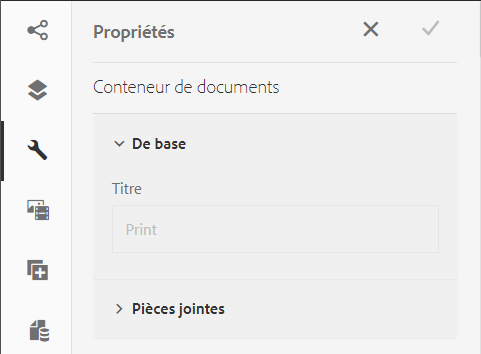 Propriétés
Conteneur de documents
De base
Titre
Print
Pièces jointes